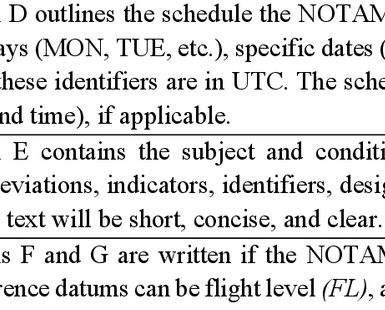 D outlines the schedule the NOTAM
ays (MON, TUE, etc.), specific dates (
these identifiers are in UTC. The sche
nd time), if applicable.
E contains the subject and conditi
eviations, indicators, identifiers, desig
text will be short, concise, and clear.
s F and G are written if the NOTAM
rence datums can be flight level (FL), a